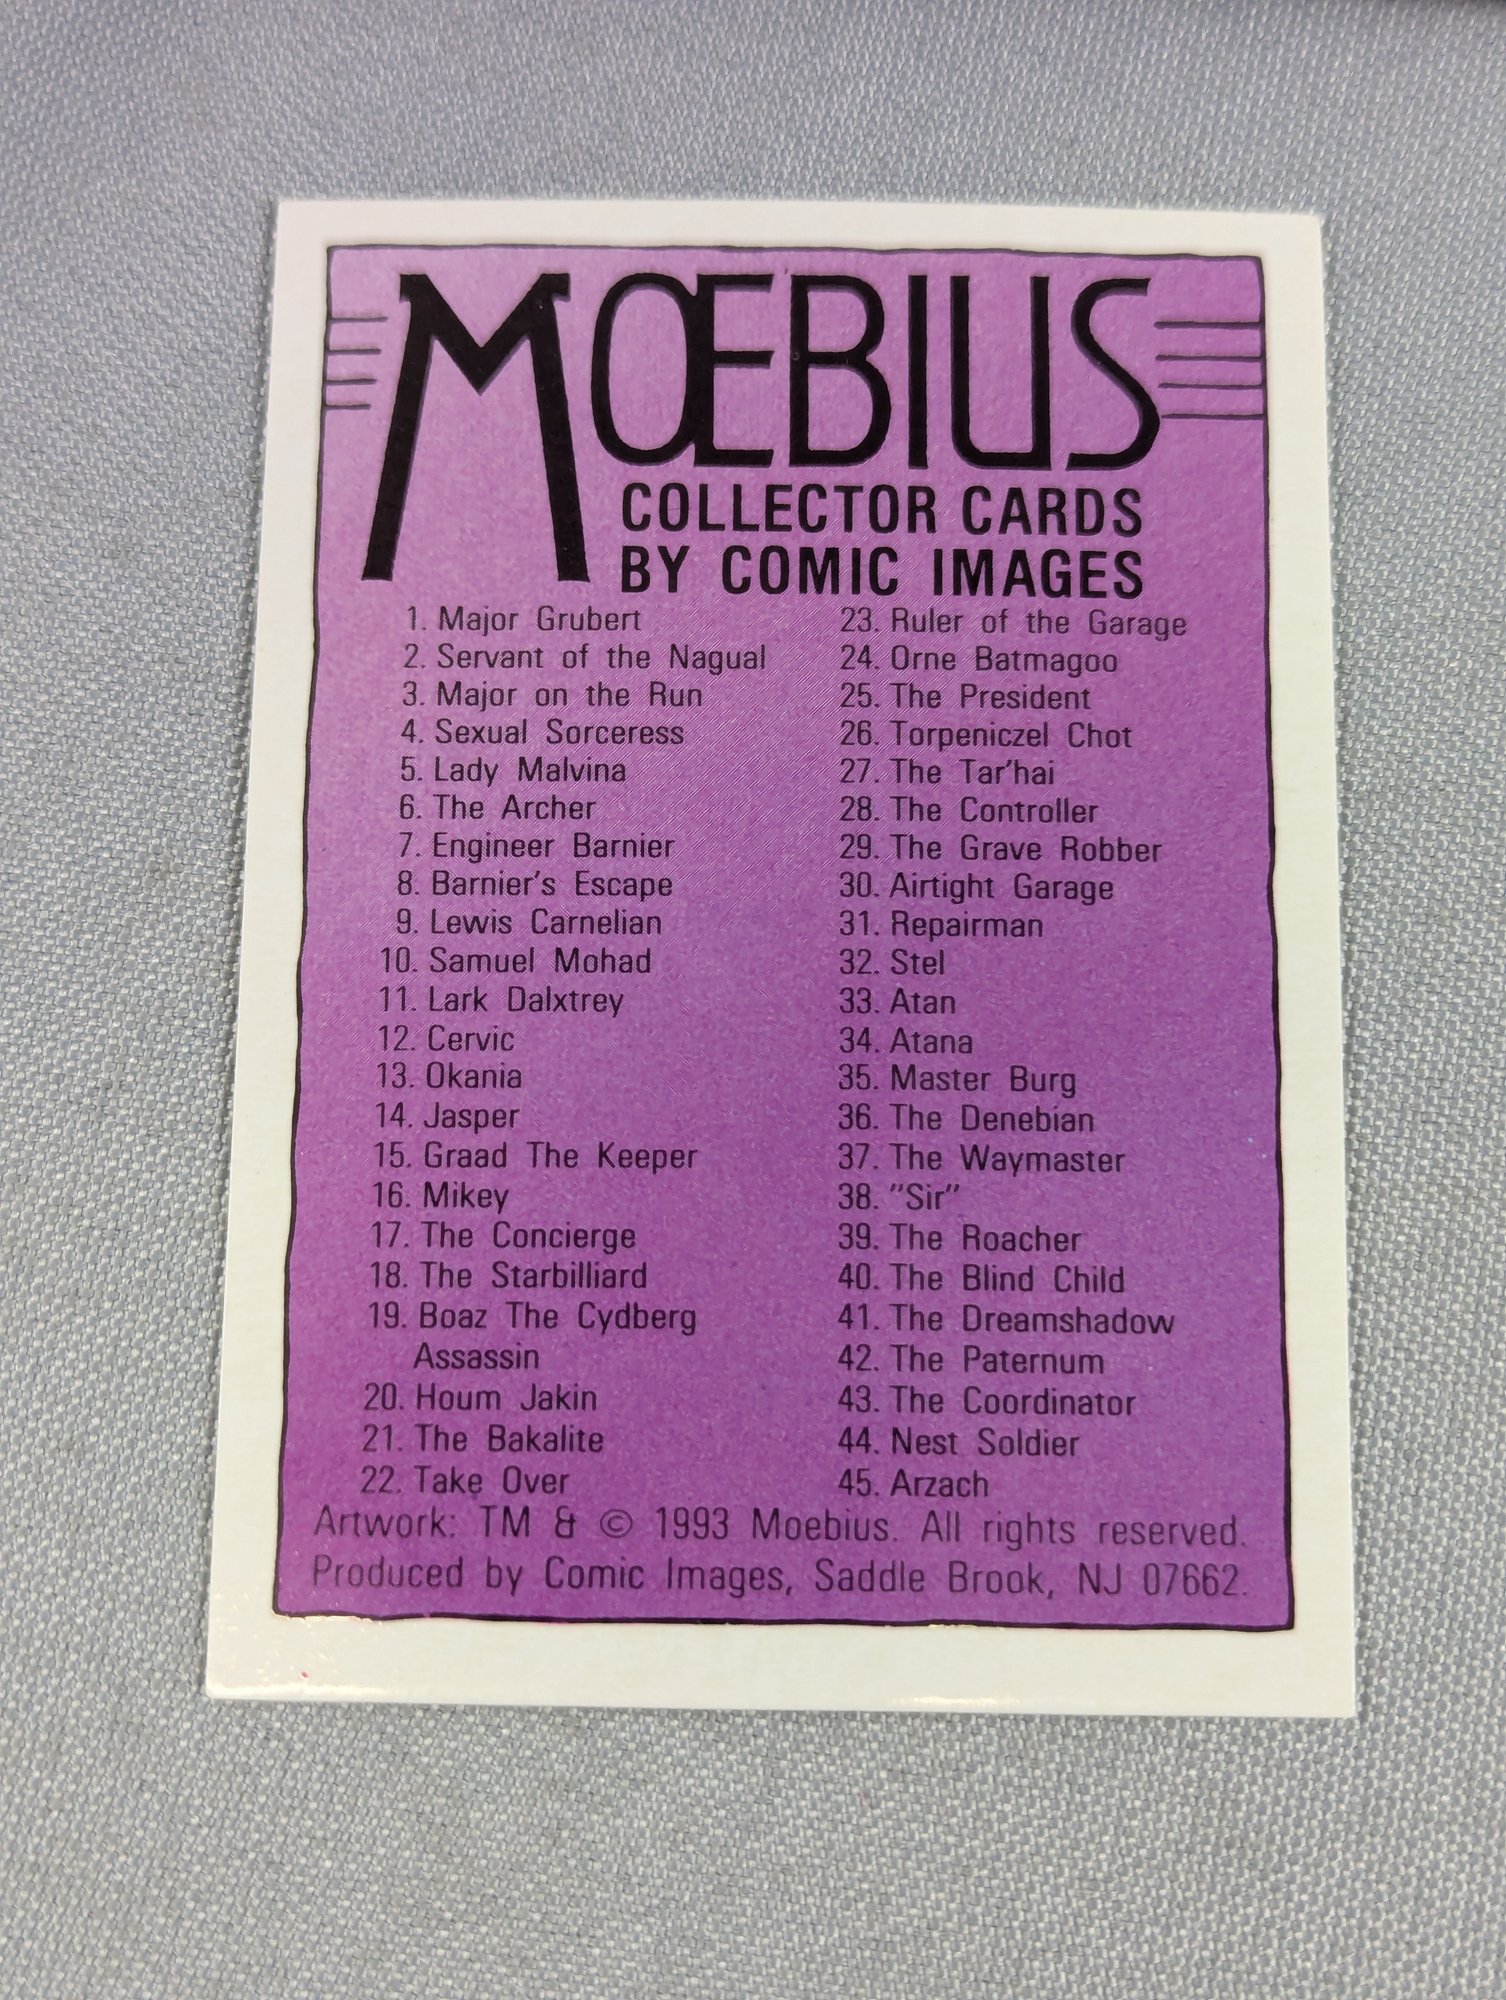 MŒBIUS
COLLECTOR CARDS
BY COMIC IMAGES
1. Major Grubert
2. Servant of the Nagual
3. Major on the Run
4. Sexual Sorceress
5. Lady Malvina
6. The Archer
7. Engineer Barnier
8. Barnier's Escape
9. Lewis Carnelian
10. Samuel Mohad
11. Lark Dalxtrey
12. Cervic
13. Okania
14. Jasper
15. Graad The Keeper
16. Mikey
17. The Concierge
18. The Starbilliard
19. Boaz The Cydberg
Assassin
20. Houm Jakin
21. The Bakalite
22. Take Over
23. Ruler of the Garage
24. Orne Batmagoo
25. The President
26. Torpeniczel Chot
27. The Tar'hai
28. The Controller
29. The Grave Robber
30. Airtight Garage
31. Repairman
32. Stel
33. Atan
34. Atana
35. Master Burg
36. The Denebian
37. The Waymaster
38. "Sir"
39. The Roacher
40. The Blind Child
41. The Dreamshadow
42. The Paternum
43. The Coordinator
44. Nest Soldier
45. Arzach
Artwork: TM & © 1993 Moebius. All rights reserved.
Produced by Comic Images, Saddle Brook, NJ 07662.